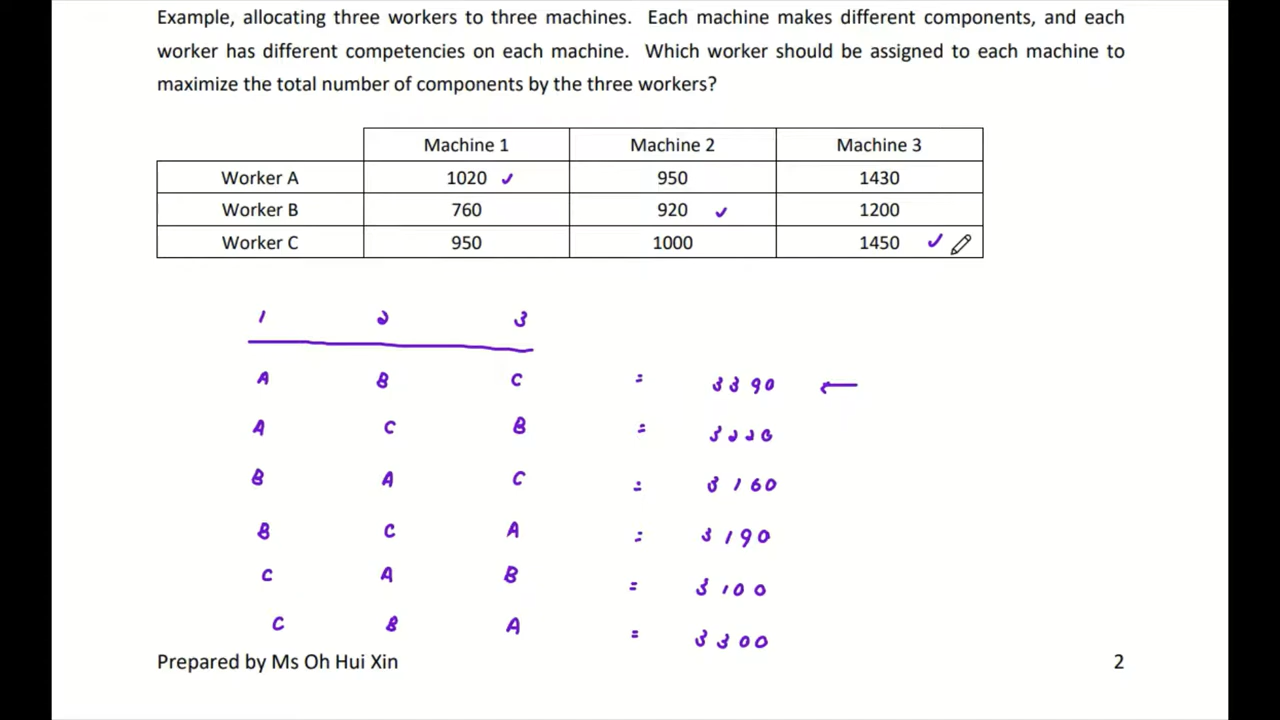 Example, allocating three workers to three machines. Each machine makes different components, and each
worker has different competencies on each machine. Which worker should be assigned to each machine to
maximize the total number of components by the three workers?
Machine 1 Machine 2 Machine 3
Worker A 1020 ✓ 950 1430
Worker B 760 920 ✓ 1200
Worker C 950 1000 1450 ✓
1 2 3
A B C = 3390 ←
A C B = 3220
B A C = 3160
B C A = 3190
C A B = 3100
C B A = 3300
Prepared by Ms Oh Hui Xin 2